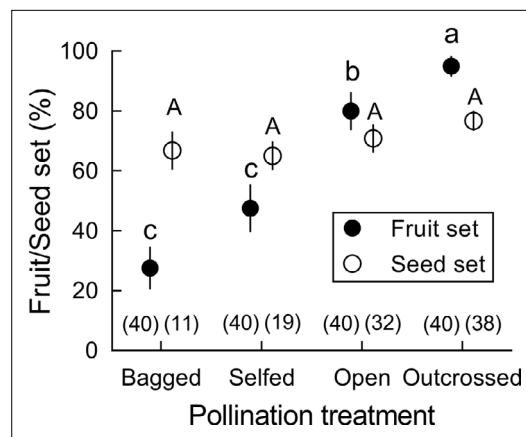 Fruit/Seed set (%)
100
80
60
40
20
0
c
A
c
A
b
A
a
A
Fruit set
Seed set
(40) (11) (40) (19) (40) (32) (40) (38)
Bagged Selfed Open Outcrossed
Pollination treatment